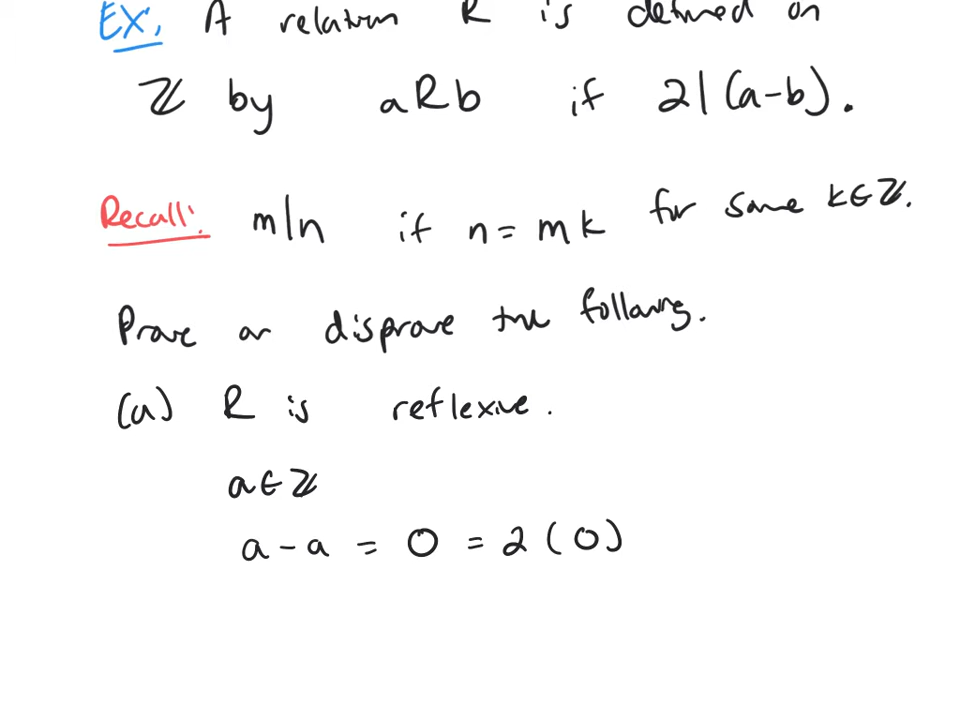 Ex. A relation R is defined on
ℤ by aRb if 2|(a-b).
Recall: m|n if n = mk for some k∈ℤ.
Prove or disprove the following.
(a) R is reflexive.
a∈ℤ
a-a = 0 = 2(0)